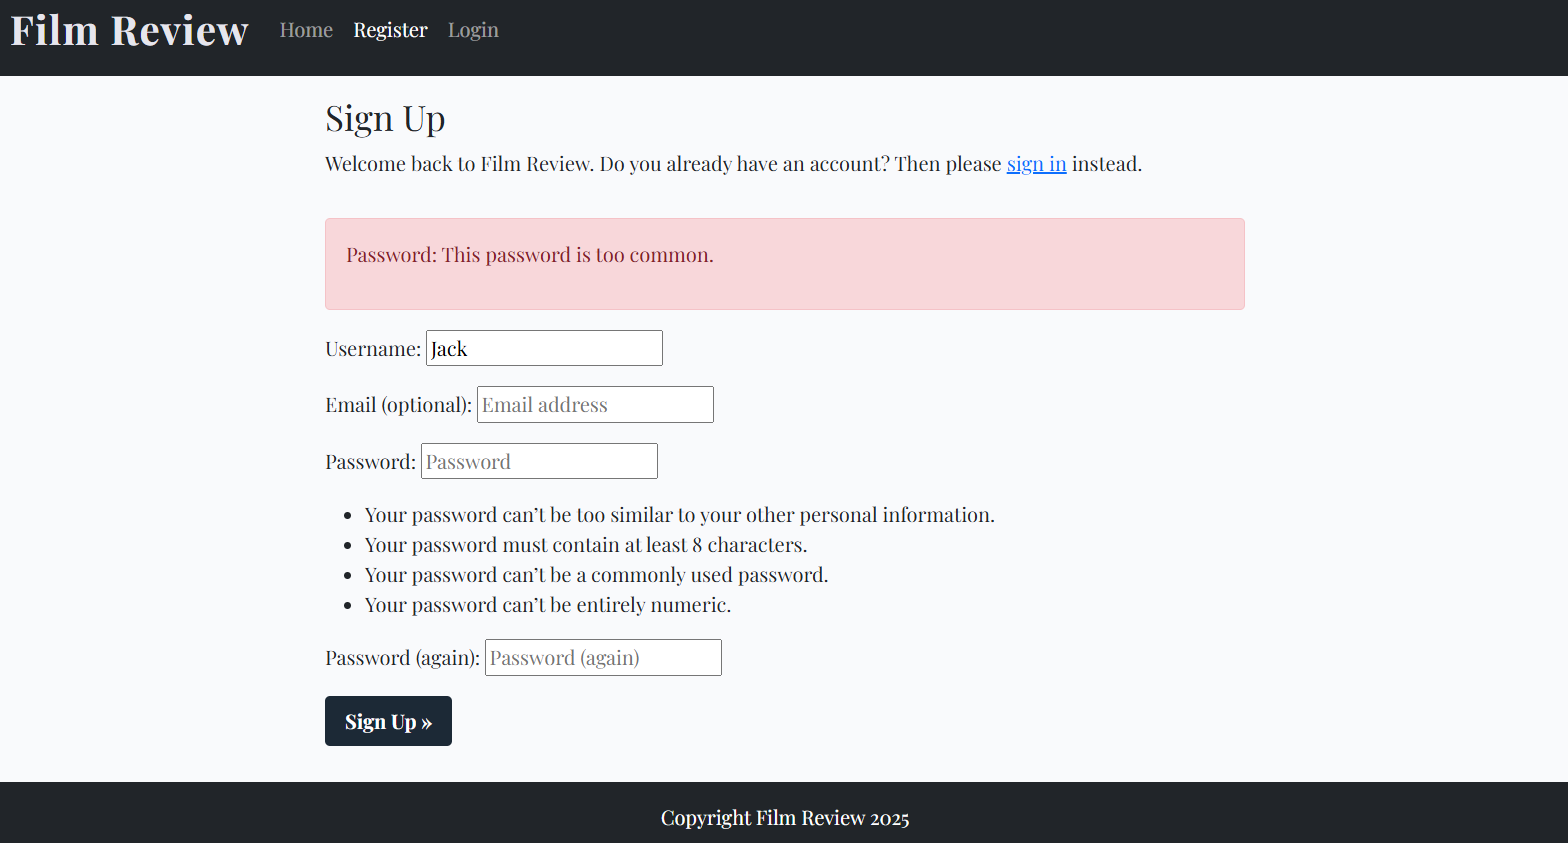 Film Review Home Register Login
Sign Up
Welcome back to Film Review. Do you already have an account? Then please sign in instead.
Password: This password is too common.
Username: Jack
Email (optional): Email address
Password: Password
• Your password can’t be too similar to your other personal information.
• Your password must contain at least 8 characters.
• Your password can’t be a commonly used password.
• Your password can’t be entirely numeric.
Password (again): Password (again)
Sign Up »
Copyright Film Review 2025